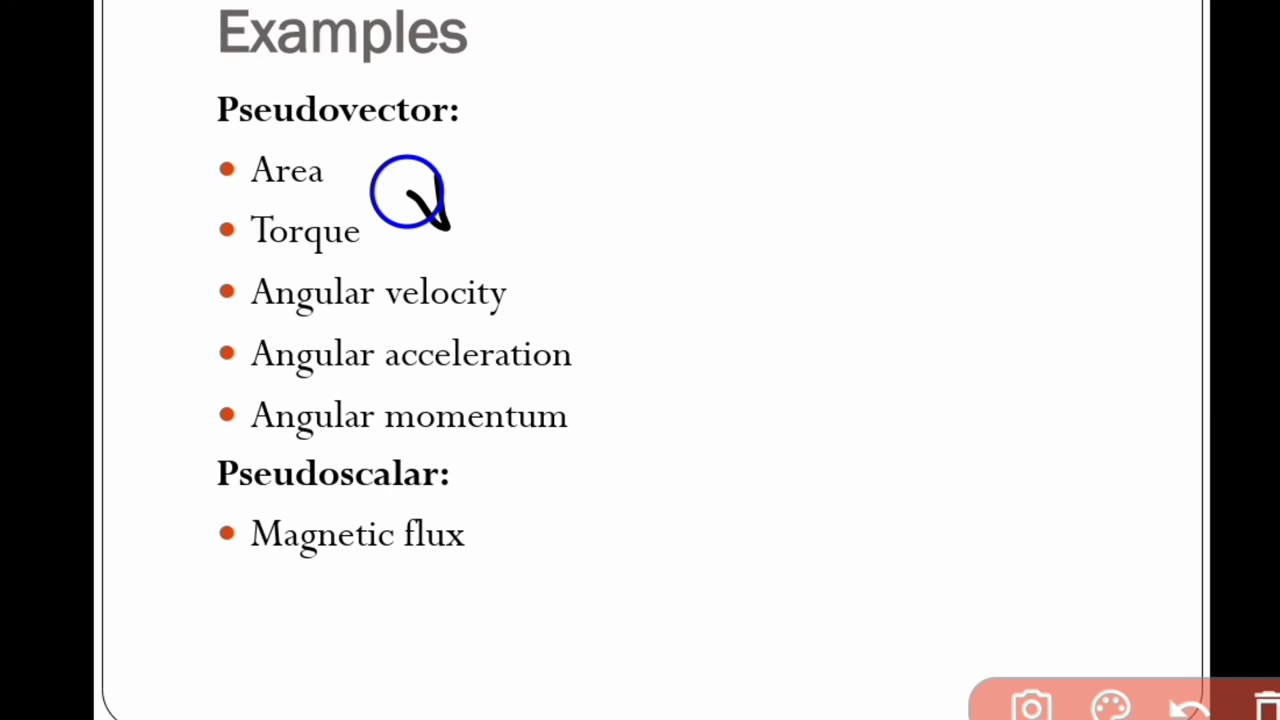 Examples
Pseudovector:
Area
Torque
Angular velocity
Angular acceleration
Angular momentum
Pseudoscalar:
Magnetic flux